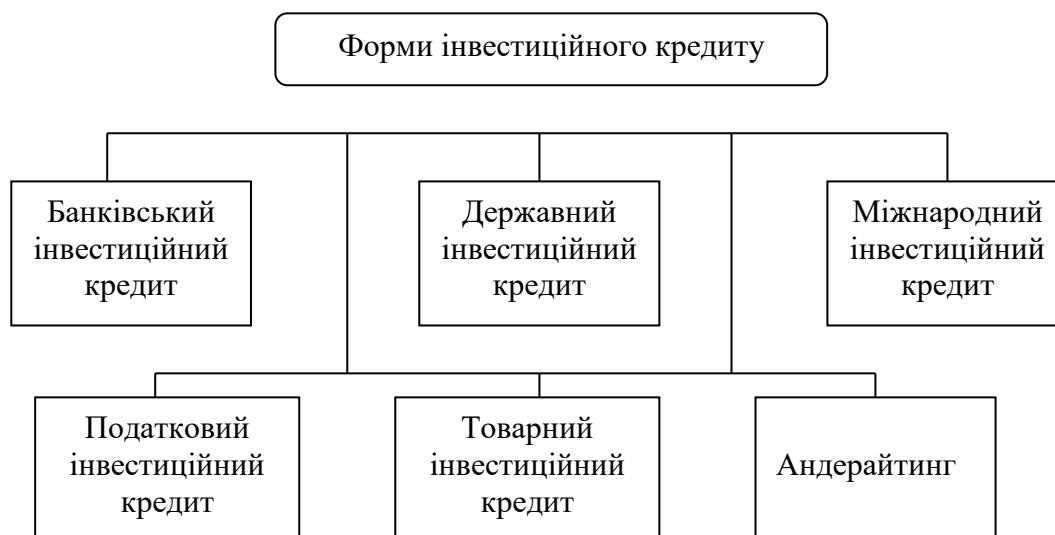 Форми інвестиційного кредиту
Банківський
інвестиційний
кредит
Державний
інвестиційний
кредит
Міжнародний
інвестиційний
кредит
Податковий
інвестиційний
кредит
Товарний
інвестиційний
кредит
Андерайтинг